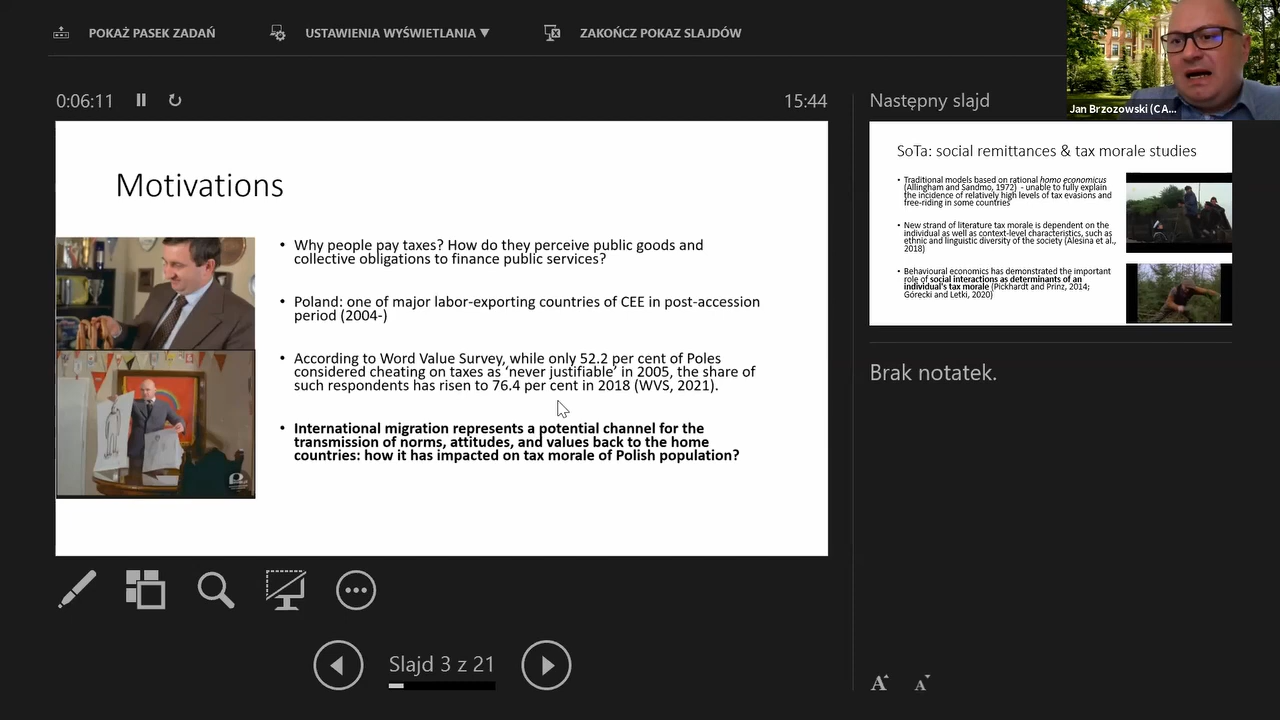 POKAŻ PASEK ZADAŃ
USTAWIENIA WYŚWIETLANIA ▼
ZAKOŃCZ POKAZ SLAJDÓW
Jan Brzozowski (CA...
0:06:11
15:44
Motivations
• Why people pay taxes? How do they perceive public goods and
collective obligations to finance public services?
• Poland: one of major labor-exporting countries of CEE in post-accession
period (2004-)
• According to Word Value Survey, while only 52.2 per cent of Poles
considered cheating on taxes as ‘never justifiable’ in 2005, the share of
such respondents has risen to 76.4 per cent in 2018 (WVS, 2021).
• International migration represents a potential channel for the
transmission of norms, attitudes, and values back to the home
countries: how it has impacted on tax morale of Polish population?
Slajd 3 z 21
Następny slajd
SoTa: social remittances & tax morale studies
• Traditional models based on rational homo economicus
(Allingham and Sandmo, 1972) - unable to fully explain
the incidence of relatively high levels of tax evasions and
free-riding in some countries
• New strand of literature tax morale is dependent on the
individual as well as context-level characteristics, such as
ethnic and linguistic diversity of the society (Alesina et al.,
2018)
• Behavioural economics has demonstrated the important
role of social interactions as determinants of an
individual's tax morale (Pickhardt and Prinz, 2014;
Górecki and Letki, 2020)
Brak notatek.
A A